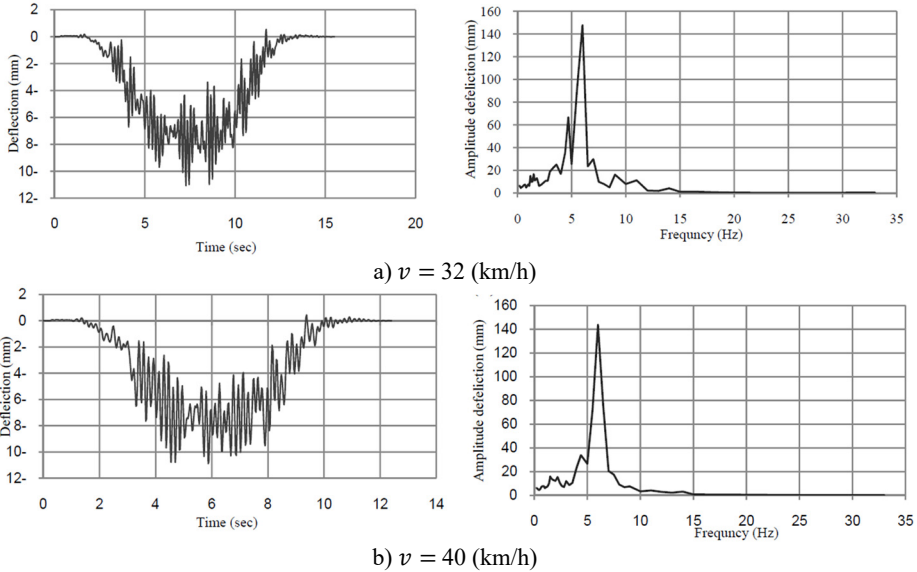 Deflectiom (mm)
2
0
2
4
6
8
10-
12-
0 5 10 15 20
Time (sec)
Amplitude defeliction (mm)
160
140
120
100
80
60
40
20
0
0 5 10 15 20 25 30 35
Frequncy (Hz)
a) v = 32 (km/h)
Defleiction (mm)
2
0
2-
4-
6-
8-
10-
12-
0 2 4 6 8 10 12 14
Time (sec)
Amplitude defeliction (mm)
160
140
120
100
80
60
40
20
0
0 5 10 15 20 25 30 35
Frequncy (Hz)
b) v = 40 (km/h)